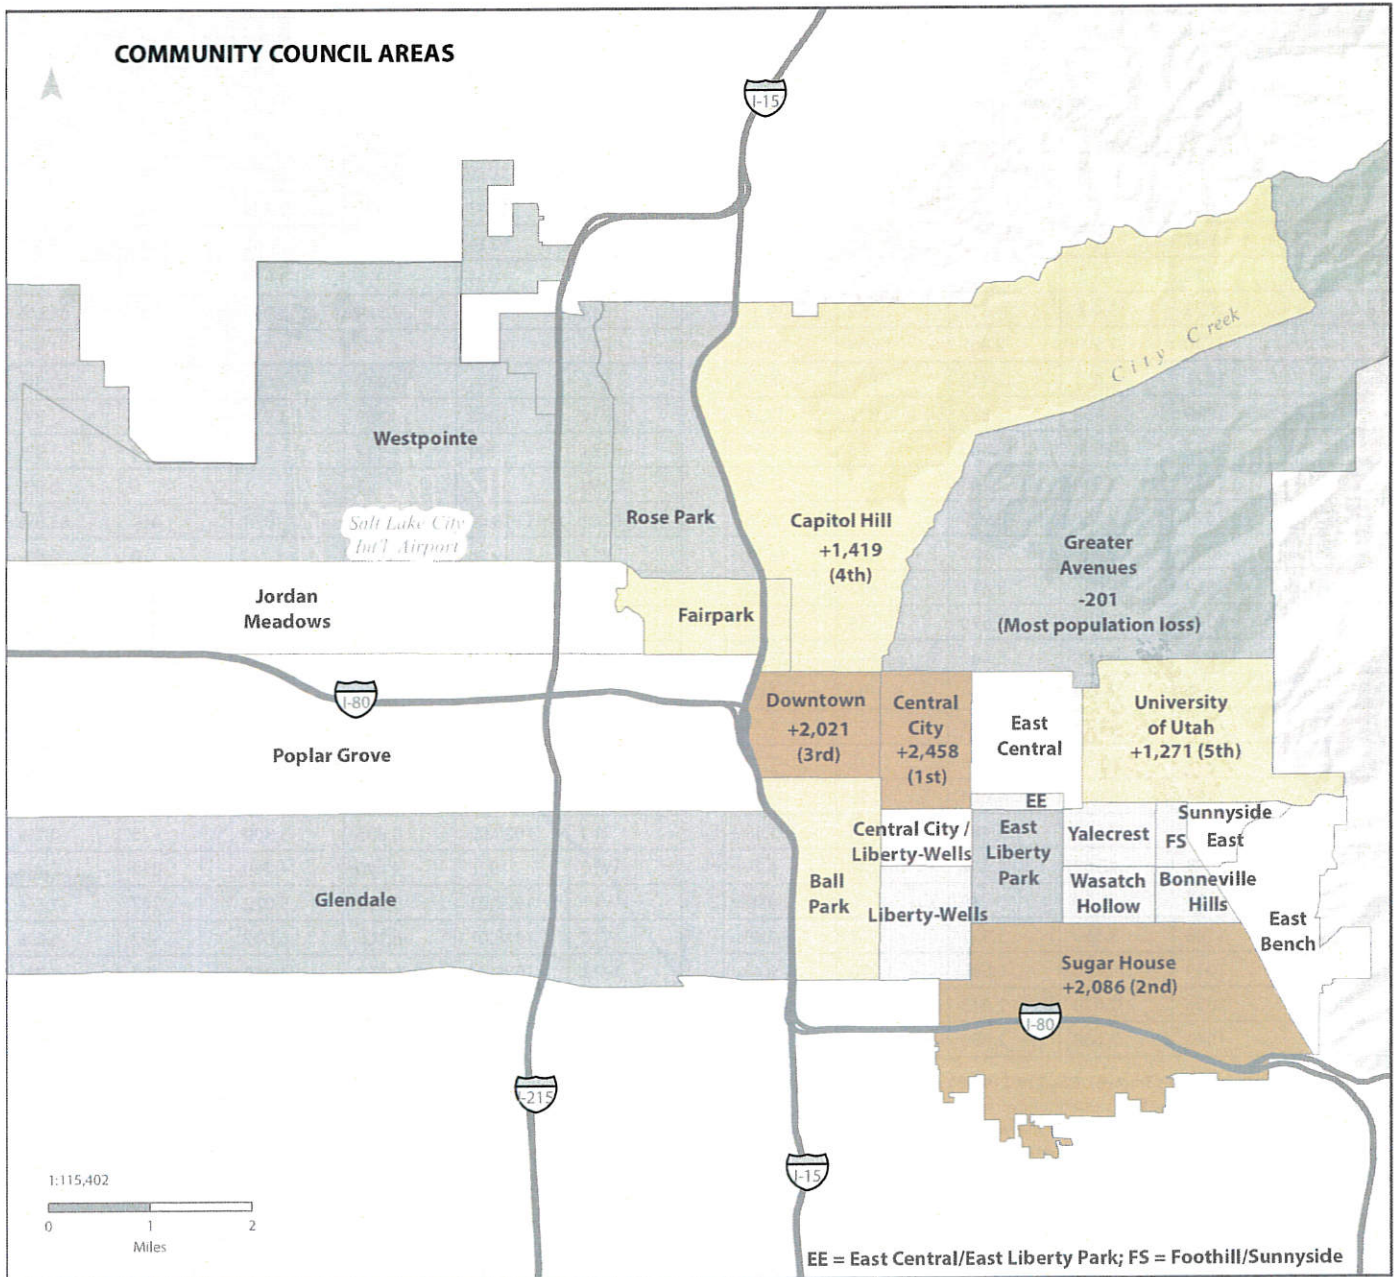 COMMUNITY COUNCIL AREAS
I-15
City Creek
Westpointe
Salt Lake City
Int'l Airport
Rose Park
Capitol Hill
+1,419
(4th)
Greater
Avenues
-201
(Most population loss)
Jordan
Meadows
Fairpark
I-80
Poplar Grove
Downtown
+2,021
(3rd)
Central
City
+2,458
(1st)
East
Central
University
of Utah
+1,271 (5th)
EE
Central City /
Liberty-Wells
East
Liberty
Park
Yalecrest
FS
Sunnyside
East
Glendale
Ball
Park
Liberty-Wells
Wasatch
Hollow
Bonneville
Hills
East
Bench
Sugar House
+2,086 (2nd)
I-80
I-215
I-15
1:115,402
0 1 2
Miles
EE = East Central/East Liberty Park; FS = Foothill/Sunnyside